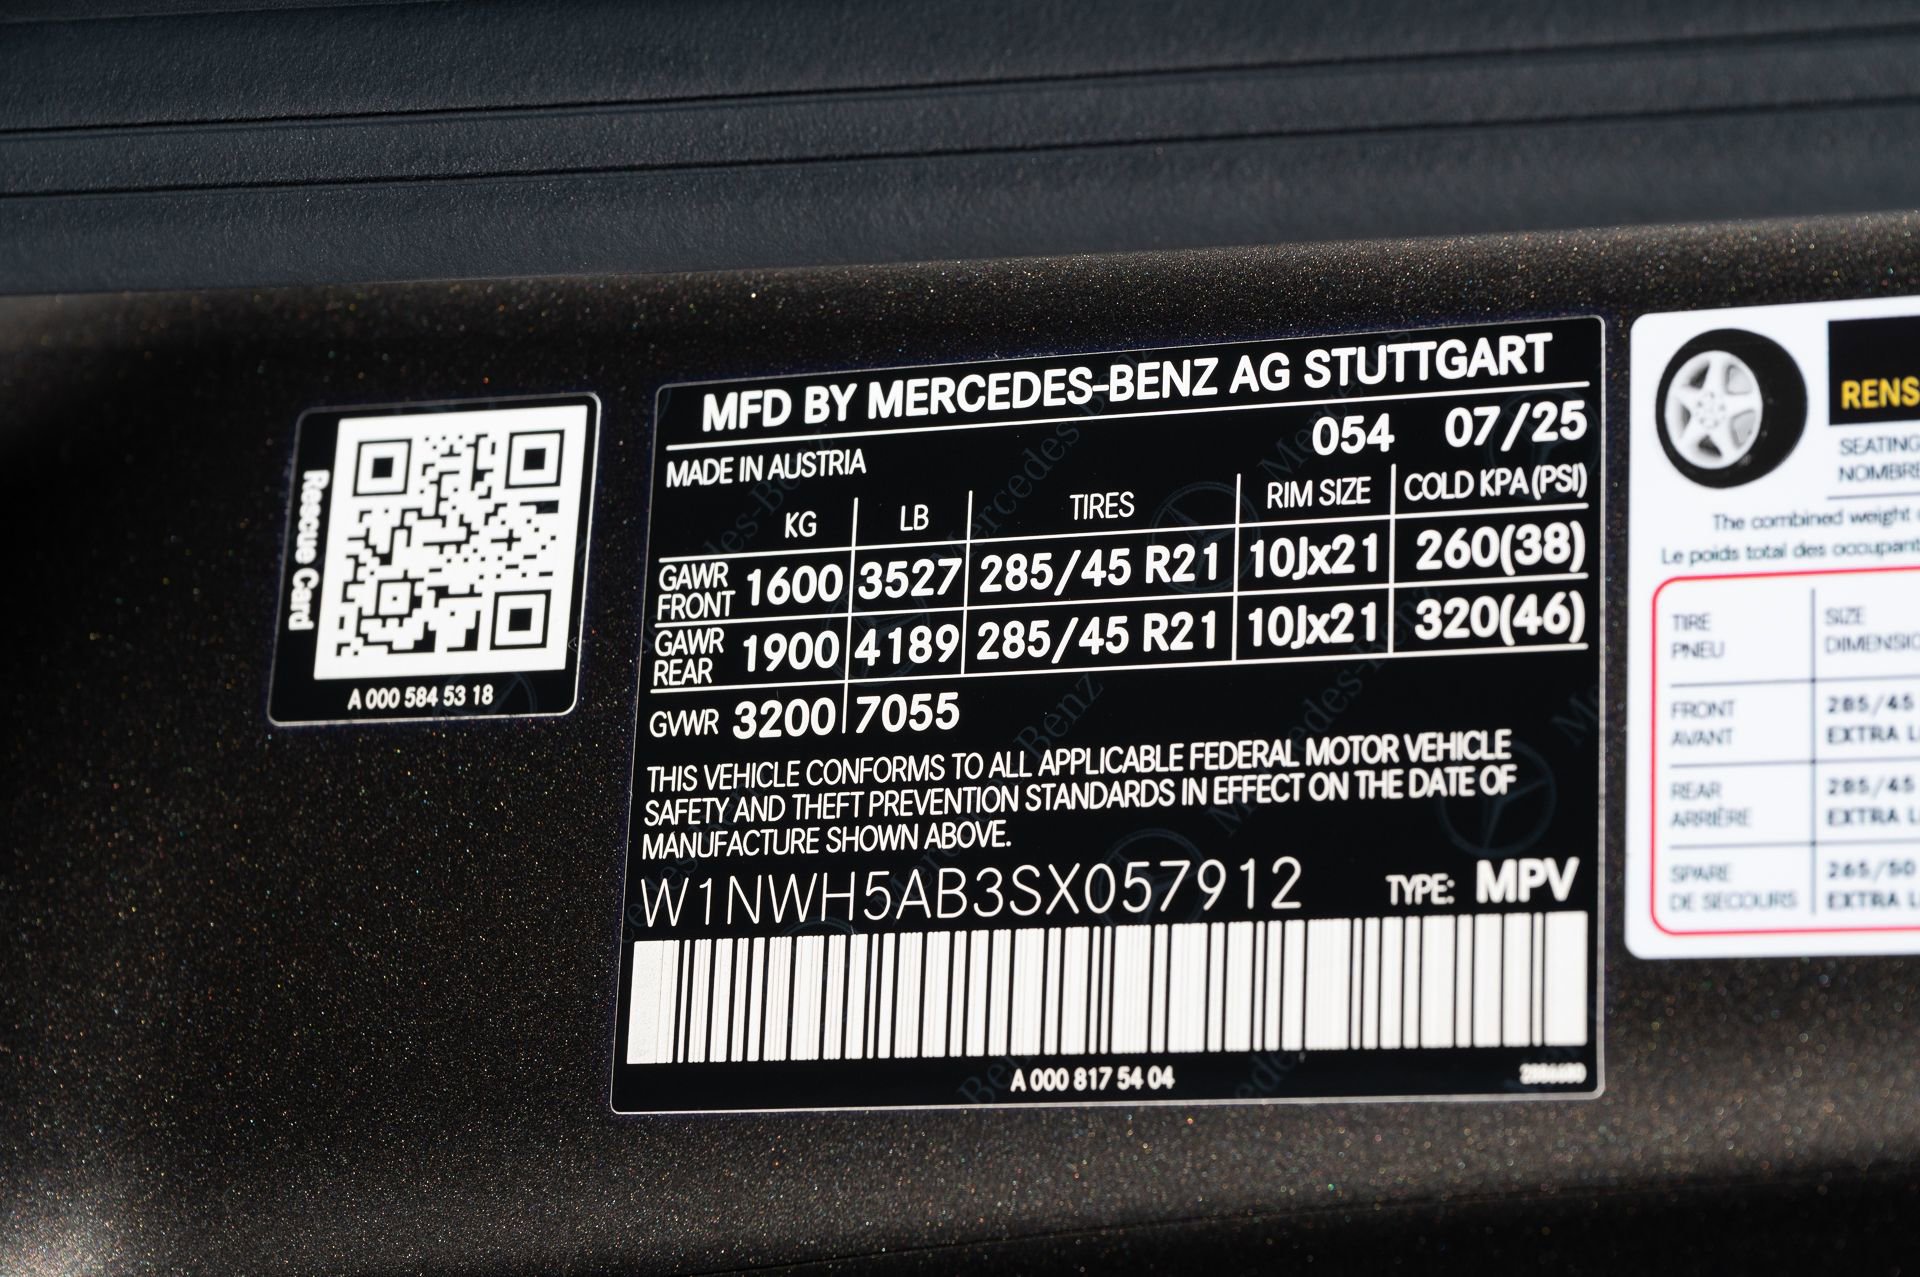 Rescue Card
A 000 584 53 18
MFD BY MERCEDES-BENZ AG STUTTGART
MADE IN AUSTRIA 054 07/25
KG LB TIRES RIM SIZE COLD KPA (PSI)
GAWR FRONT 1600 3527 285/45 R21 10Jx21 260(38)
GAWR REAR 1900 4189 285/45 R21 10Jx21 320(46)
GVWR 3200 7055
THIS VEHICLE CONFORMS TO ALL APPLICABLE FEDERAL MOTOR VEHICLE
SAFETY AND THEFT PREVENTION STANDARDS IN EFFECT ON THE DATE OF
MANUFACTURE SHOWN ABOVE.
W1NWH5AB3SX057912 TYPE: MPV
A 000 817 54 04
RENS
SEATING
NOMBRE
The combined weight
Le poids total des occupant
TIRE SIZE
PNEU DIMENSIO
FRONT 285/45
AVANT EXTRA L
REAR 285/45
ARRIÈRE EXTRA L
SPARE 265/50
DE SECOURS EXTRA L